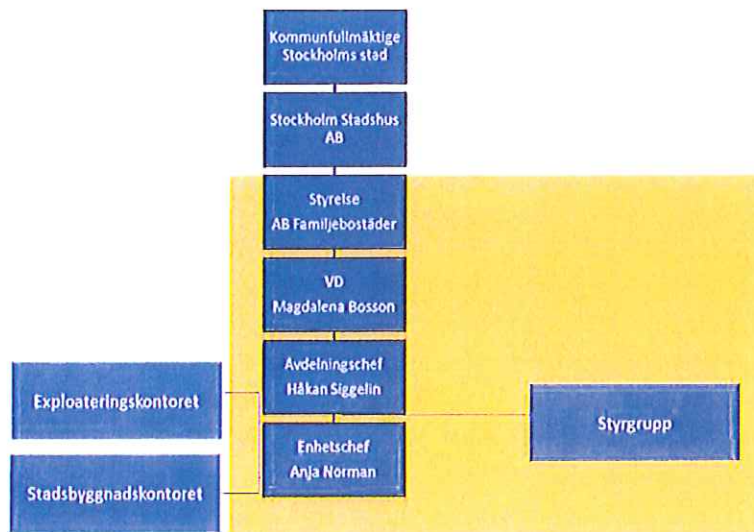 Kommunfullmäktige
Stockholms stad
Stockholm Stadshus
AB
Styrelse
AB Familjebostäder
VD
Magdalena Bosson
Avdelningschef
Håkan Siggelin
Exploateringskontoret
Styrgrupp
Enhetschef
Anja Norman
Stadsbyggnadskontoret